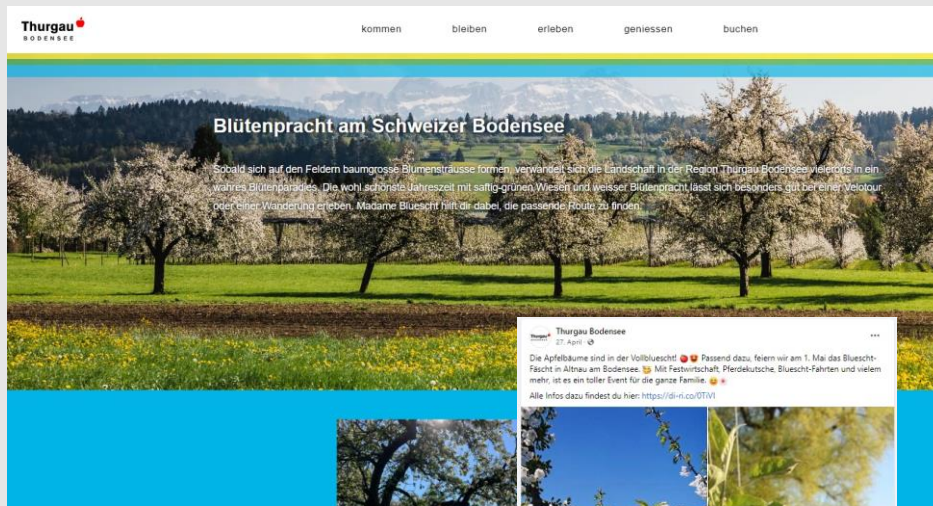 Thurgau
BODENSEE
kommen bleiben erleben geniessen buchen
Blütenpracht am Schweizer Bodensee
Sobald sich auf den Feldern baumgrosse Blumensträusse formen, verwandelt sich die Landschaft in der Region Thurgau Bodensee vielerorts in ein
wahres Blütenparadies. Die wohl schönste Jahreszeit mit saftig-grünen Wiesen und weisser Blütenpracht lässt sich besonders gut bei einer Velotour
oder einer Wanderung erleben. Madame Bluescht hilft dir dabei, die passende Route zu finden.
Thurgau Bodensee
27. April ·
Die Apfelbäume sind in der Vollbluescht! 🍎😍 Passend dazu, feiern wir am 1. Mai das Bluescht-
Fäscht in Altnau am Bodensee. 🥳 Mit Festwirtschaft, Pferdekutsche, Bluescht-Fahrten und vielem
mehr, ist es ein toller Event für die ganze Familie. 😊🌸
Alle Infos dazu findest du hier: https://di-ri.co/0TiVI